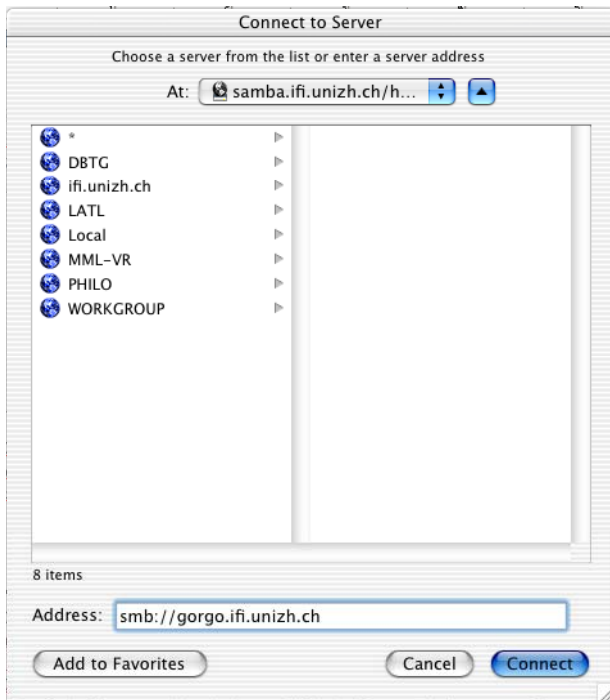 Connect to Server
Choose a server from the list or enter a server address
At: samba.ifi.unizh.ch/h...
*
DBTG
ifi.unizh.ch
LATL
Local
MML-VR
PHILO
WORKGROUP
8 items
Address: smb://gorgo.ifi.unizh.ch
Add to Favorites Cancel Connect